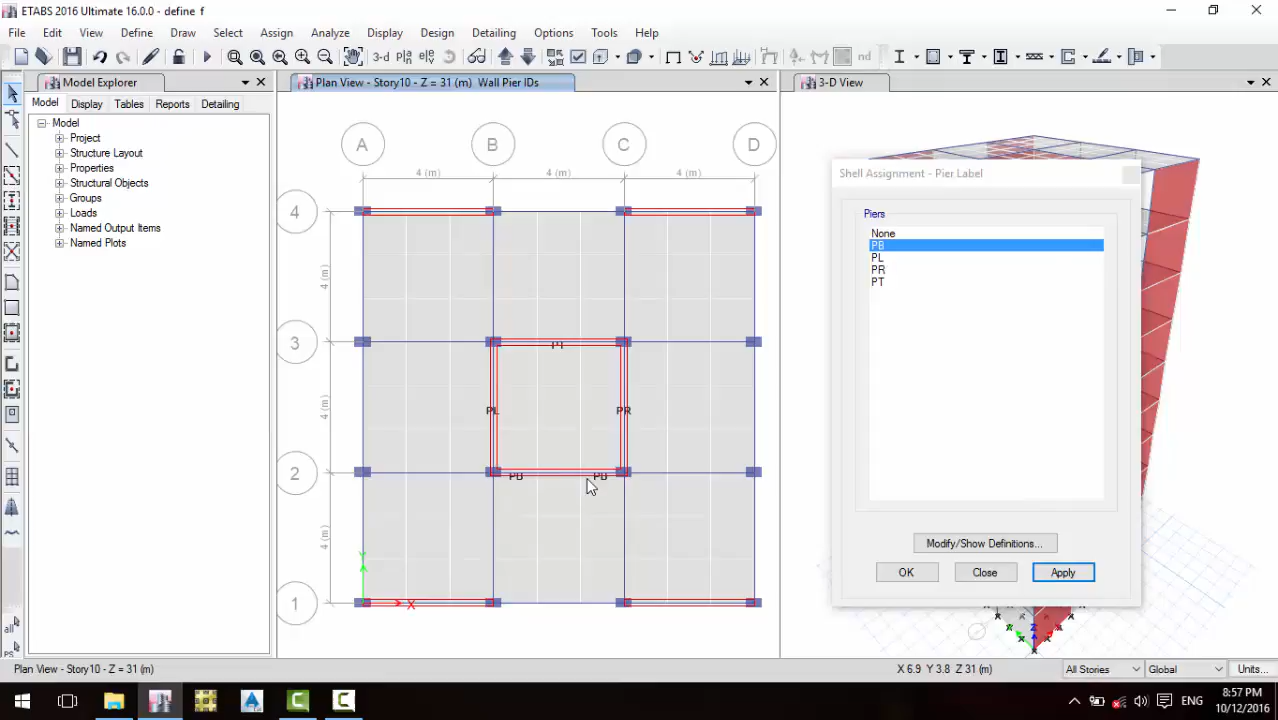 ETABS 2016 Ultimate 16.0.0 - define f
File Edit View Define Draw Select Assign Analyze Display Design Detailing Options Tools Help
3-d
nd
Model Explorer
Plan View - Story10 - Z = 31 (m) Wall Pier IDs
3-D View
Model Display Tables Reports Detailing
Model
Project
Structure Layout
Properties
Structural Objects
Groups
Loads
Named Output Items
Named Plots
A B C D
4 (m) 4 (m) 4 (m)
4
4 (m)
3
PT
4 (m)
PL PR
2
PB PB
4 (m)
Y
1
X
Shell Assignment - Pier Label
Piers
None
PB
PL
PR
PT
Modify/Show Definitions...
OK Close Apply
Z
all
ps
Plan View - Story10 - Z = 31 (m)
X 6.9 Y 3.8 Z 31 (m)
All Stories
Global
Units...
ENG
8:57 PM
10/12/2016